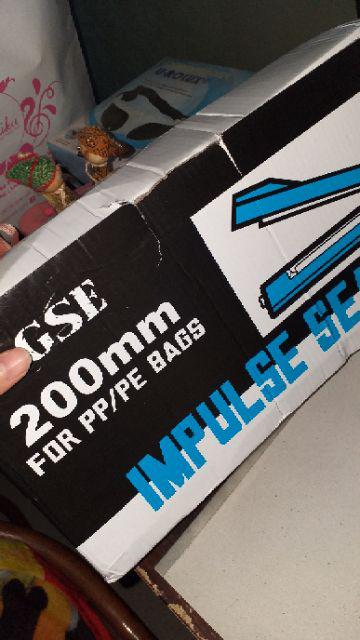 GSE
200mm
FOR PP/PE BAGS
IMPULSE SE